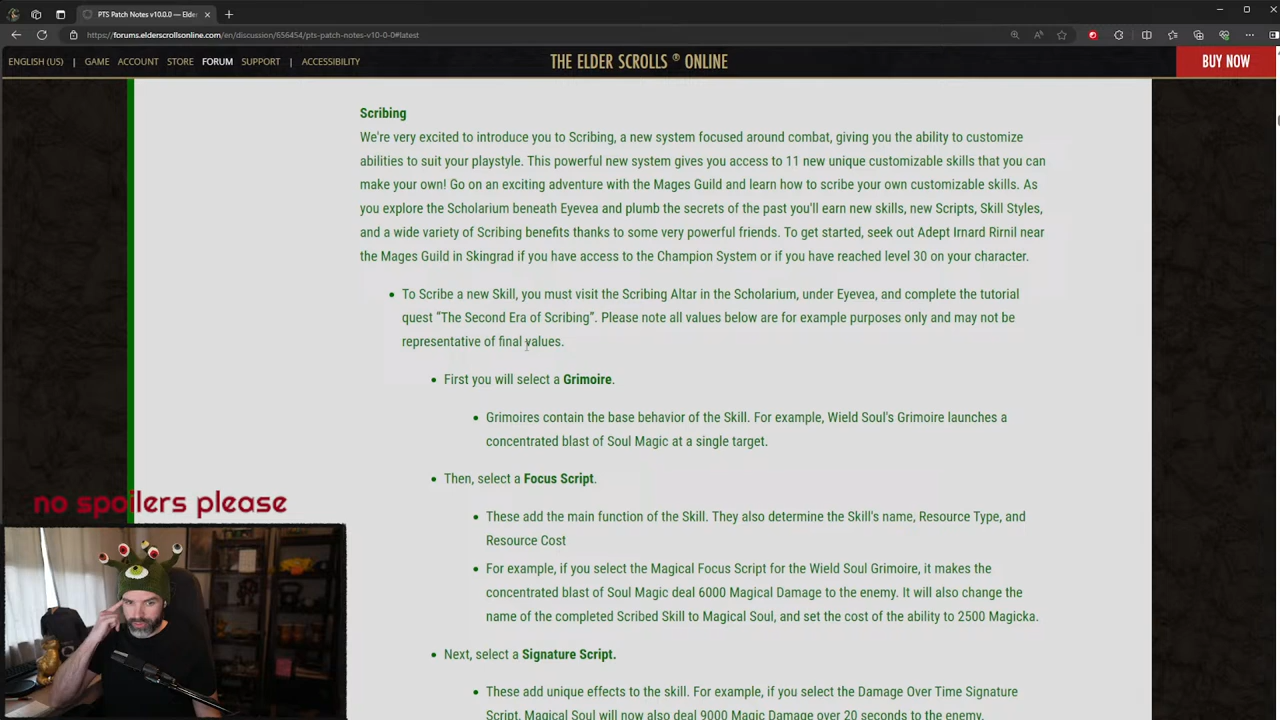 PTS Patch Notes v10.0.0 — Elder
https://forums.elderscrollsonline.com/en/discussion/656454/pts-patch-notes-v10-0-0#latest
ENGLISH (US) | GAME ACCOUNT STORE FORUM SUPPORT | ACCESSIBILITY
THE ELDER SCROLLS ® ONLINE
BUY NOW
Scribing
We're very excited to introduce you to Scribing, a new system focused around combat, giving you the ability to customize
abilities to suit your playstyle. This powerful new system gives you access to 11 new unique customizable skills that you can
make your own! Go on an exciting adventure with the Mages Guild and learn how to scribe your own customizable skills. As
you explore the Scholarium beneath Eyevea and plumb the secrets of the past you'll earn new skills, new Scripts, Skill Styles,
and a wide variety of Scribing benefits thanks to some very powerful friends. To get started, seek out Adept Irnard Rirnil near
the Mages Guild in Skingrad if you have access to the Champion System or if you have reached level 30 on your character.
• To Scribe a new Skill, you must visit the Scribing Altar in the Scholarium, under Eyevea, and complete the tutorial
quest “The Second Era of Scribing”. Please note all values below are for example purposes only and may not be
representative of final values.
• First you will select a Grimoire.
• Grimoires contain the base behavior of the Skill. For example, Wield Soul's Grimoire launches a
concentrated blast of Soul Magic at a single target.
• Then, select a Focus Script.
• These add the main function of the Skill. They also determine the Skill's name, Resource Type, and
Resource Cost
• For example, if you select the Magical Focus Script for the Wield Soul Grimoire, it makes the
concentrated blast of Soul Magic deal 6000 Magical Damage to the enemy. It will also change the
name of the completed Scribed Skill to Magical Soul, and set the cost of the ability to 2500 Magicka.
• Next, select a Signature Script.
• These add unique effects to the skill. For example, if you select the Damage Over Time Signature
Script, Magical Soul will now also deal 9000 Magic Damage over 20 seconds to the enemy.
no spoilers please